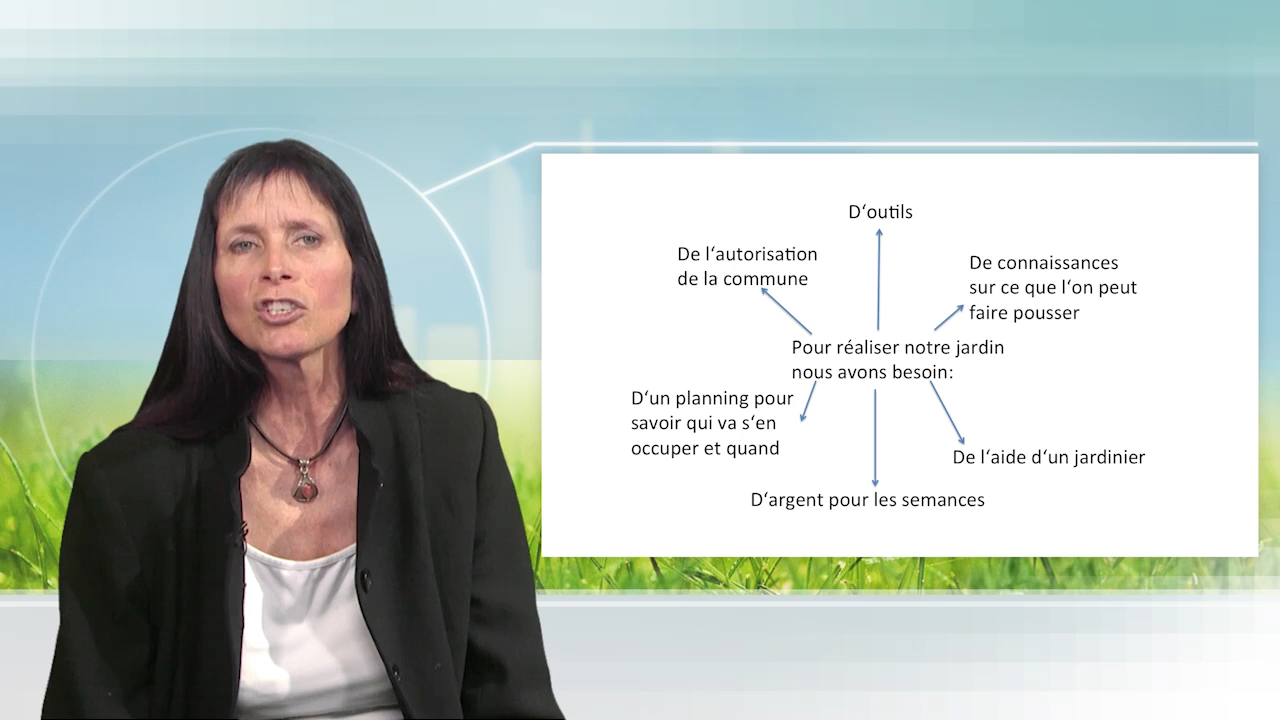 D‘outils
De l‘autorisation
de la commune
De connaissances
sur ce que l‘on peut
faire pousser
Pour réaliser notre jardin
nous avons besoin:
D‘un planning pour
savoir qui va s‘en
occuper et quand
De l‘aide d‘un jardinier
D‘argent pour les semances